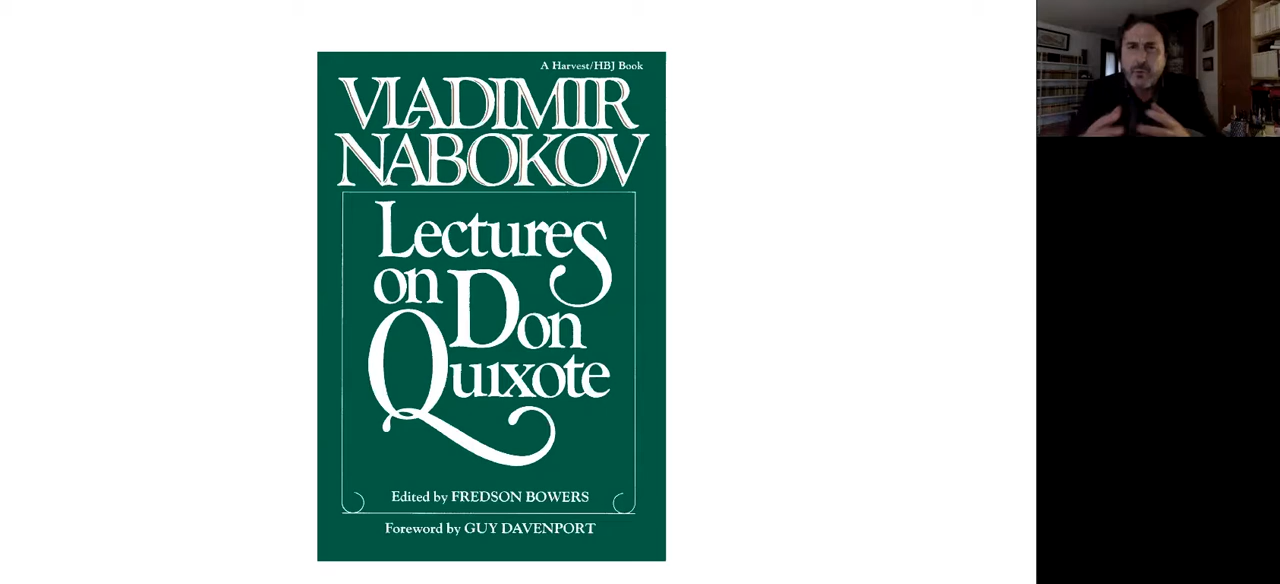 A Harvest/HBJ Book
VLADIMIR
NABOKOV
Lectures
on Don
Quixote
Edited by FREDSON BOWERS
Foreword by GUY DAVENPORT